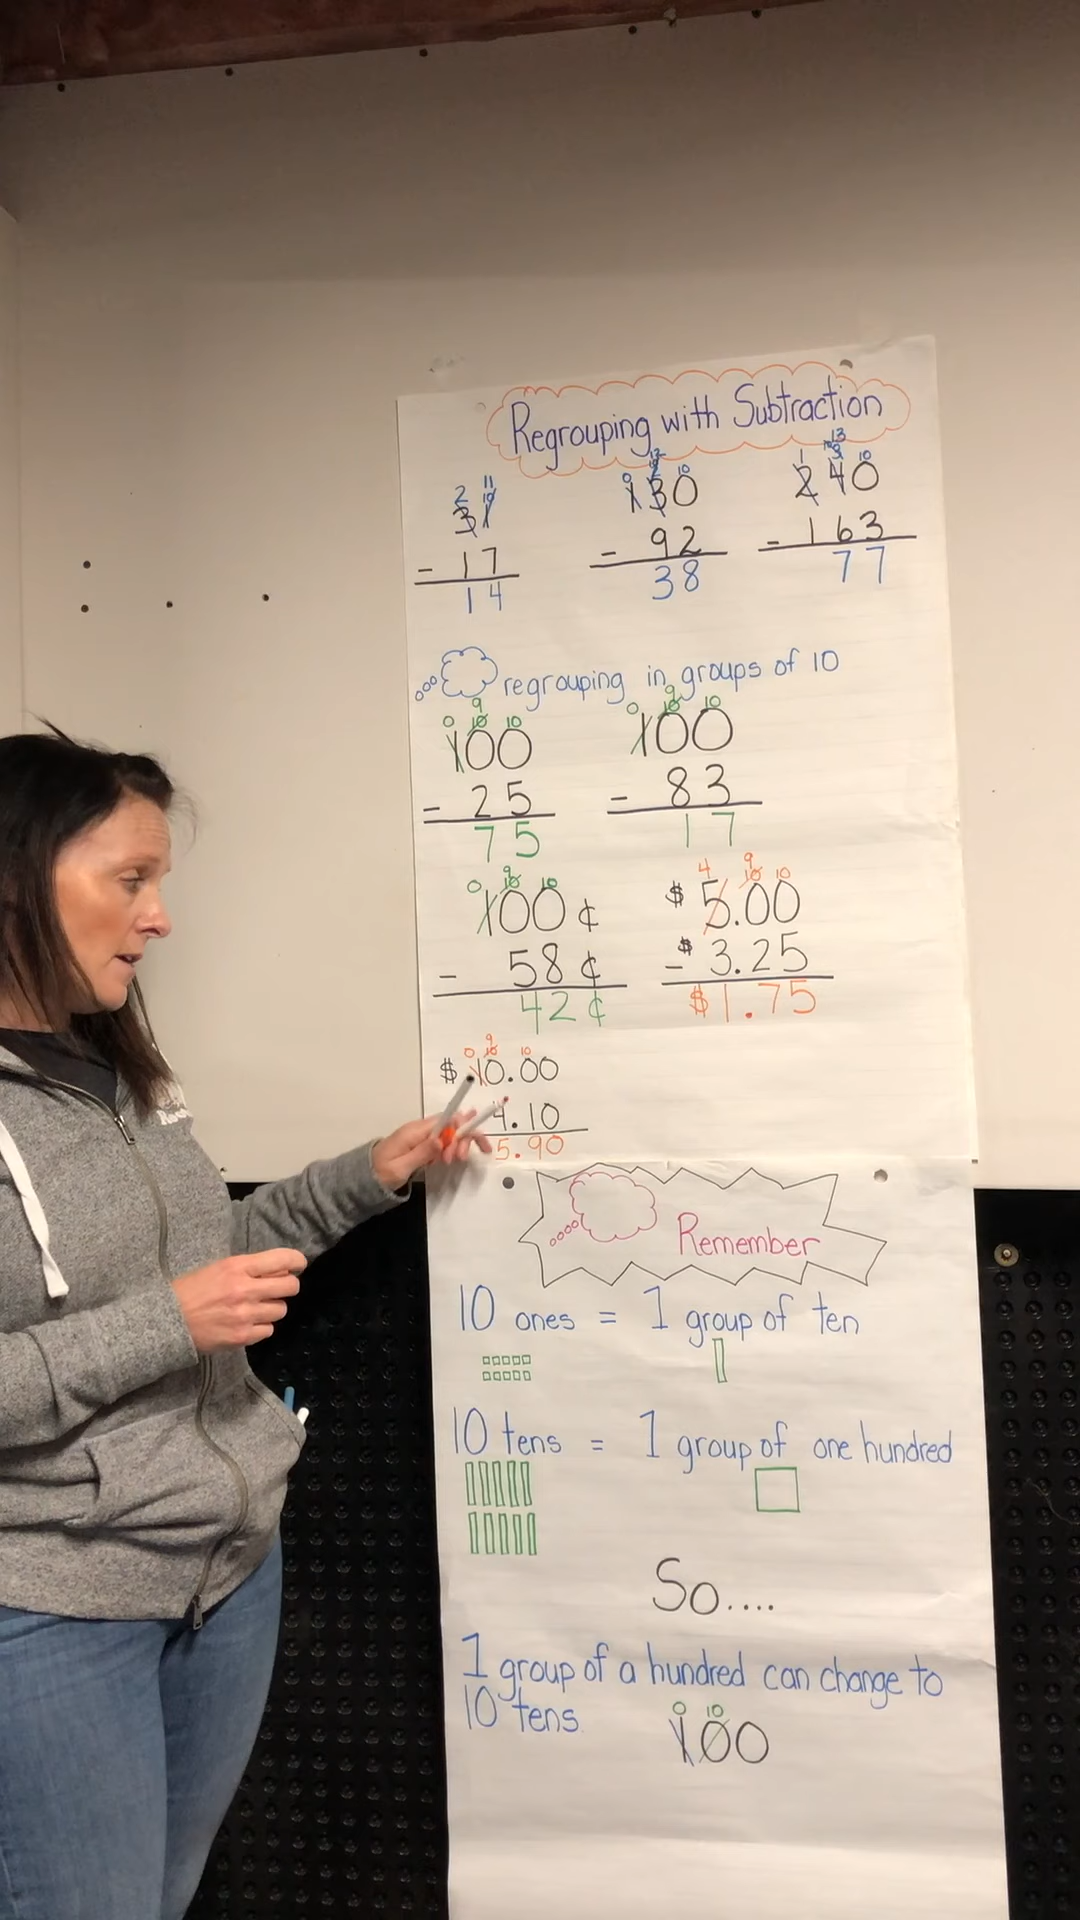 Regrouping with Subtraction
2 11
10
31
- 17
14
0 12 10
130
- 92
38
1 13 10
240
- 163
77
regrouping in groups of 10
9
0 10 10
100
- 25
75
9
0 10 10
100
- 83
17
9
0 10 10
100¢
- 58¢
42¢
9
4 10 10
$ 5.00
- $ 3.25
$1.75
9
0 10 10
$ 10.00
4.10
5.90
Remember
10 ones = 1 group of ten
10 tens = 1 group of one hundred
So....
1 group of a hundred can change to
10 tens
0 10
100